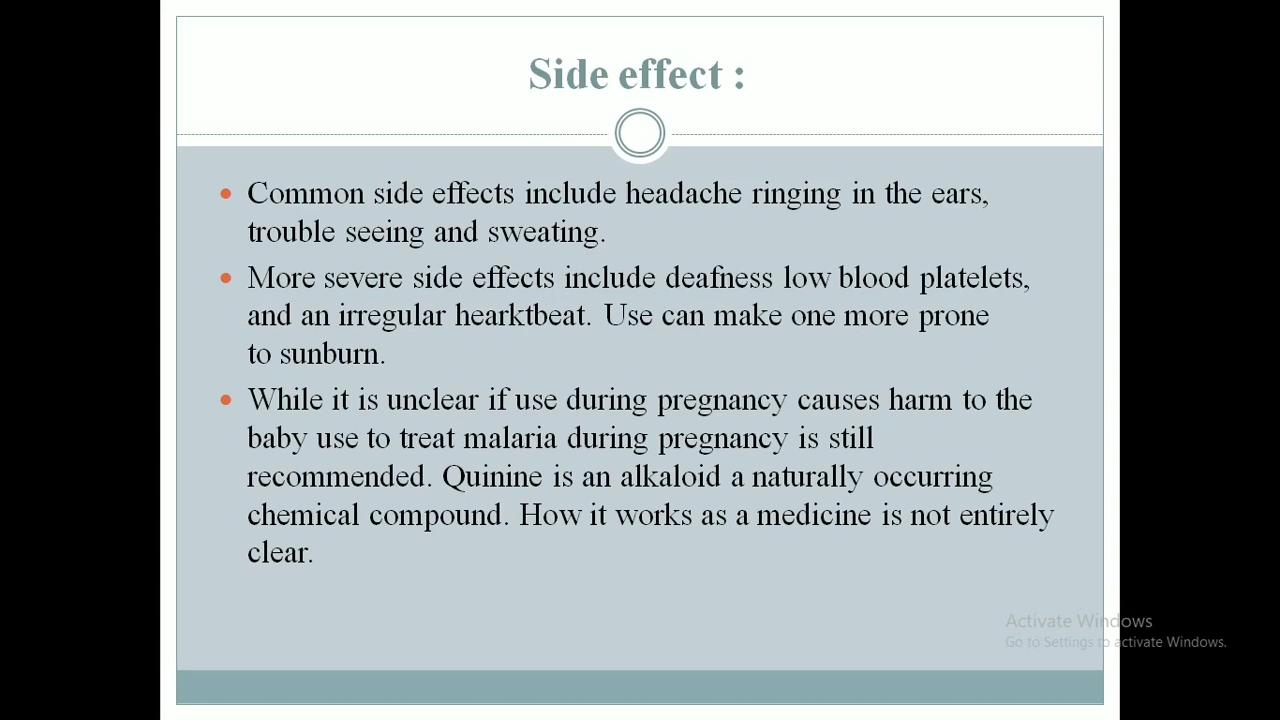 Side effect :
Common side effects include headache ringing in the ears,
trouble seeing and sweating.
More severe side effects include deafness low blood platelets,
and an irregular hearktbeat. Use can make one more prone
to sunburn.
While it is unclear if use during pregnancy causes harm to the
baby use to treat malaria during pregnancy is still
recommended. Quinine is an alkaloid a naturally occurring
chemical compound. How it works as a medicine is not entirely
clear.
Activate Windows
Go to Settings to activate Windows.